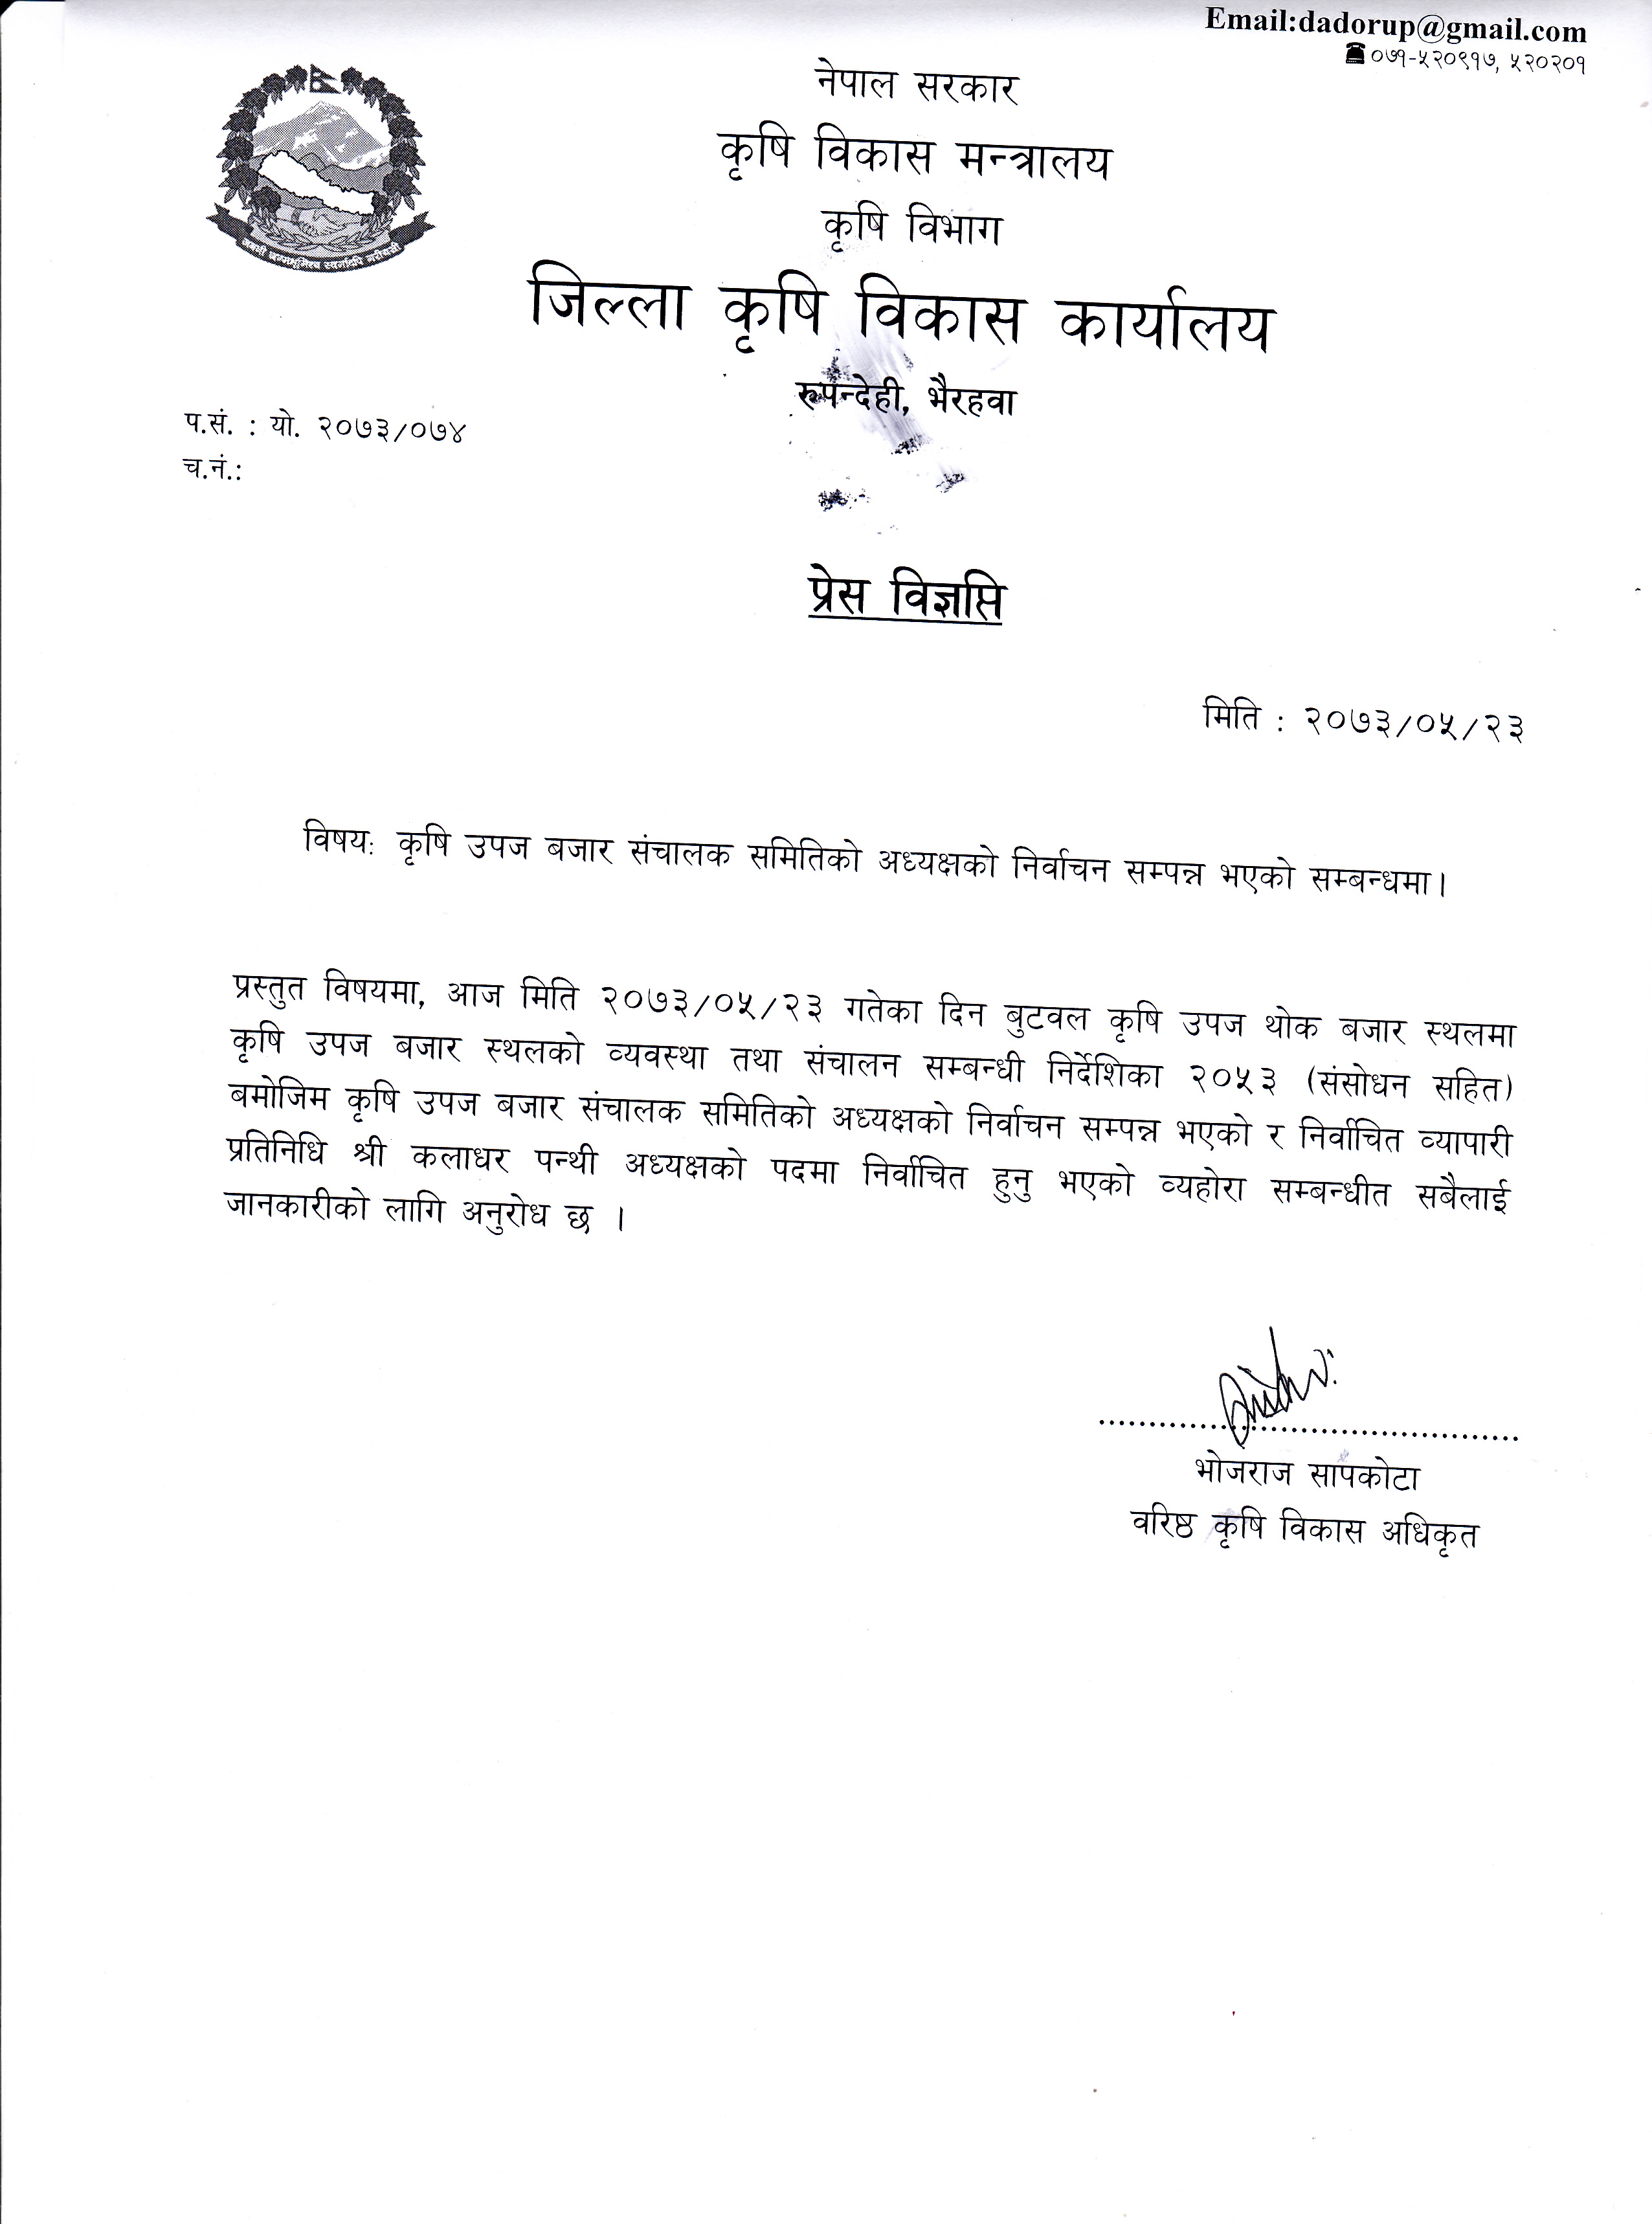 Email:dadorup@gmail.com
☎०७१-५२०९१७, ५२०२०१
नेपाल सरकार
कृषि विकास मन्त्रालय
कृषि विभाग
जिल्ला कृषि विकास कार्यालय
रुपन्देही, भैरहवा
प.सं. : यो. २०७३/०७४
च.नं.:
प्रेस विज्ञप्ति
मिति : २०७३/०५/२३
विषयः कृषि उपज बजार संचालक समितिको अध्यक्षको निर्वाचन सम्पन्न भएको सम्बन्धमा।
प्रस्तुत विषयमा, आज मिति २०७३/०५/२३ गतेका दिन बुटवल कृषि उपज थोक बजार स्थलमा
कृषि उपज बजार स्थलको व्यवस्था तथा संचालन सम्बन्धी निर्देशिका २०५३ (संसोधन सहित)
बमोजिम कृषि उपज बजार संचालक समितिको अध्यक्षको निर्वाचन सम्पन्न भएको र निर्वाचित व्यापारी
प्रतिनिधि श्री कलाधर पन्थी अध्यक्षको पदमा निर्वाचित हुनु भएको व्यहोरा सम्बन्धीत सबैलाई
जानकारीको लागि अनुरोध छ ।
भोजराज सापकोटा
वरिष्ठ कृषि विकास अधिकृत